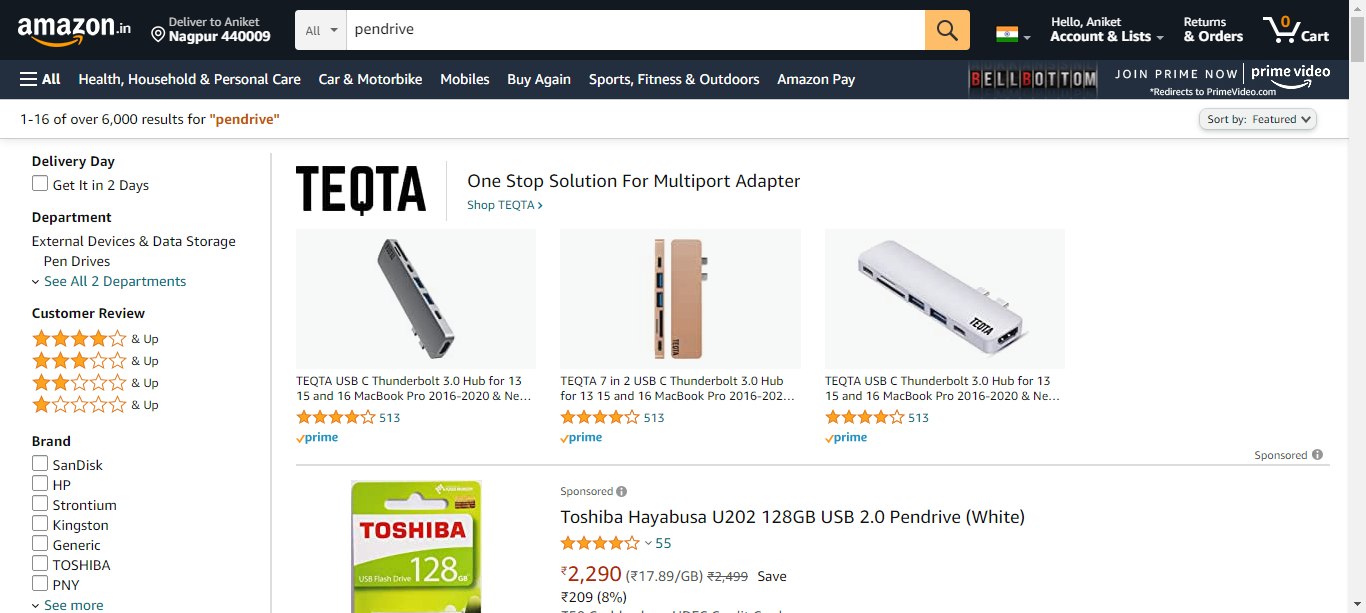 amazon.in
Deliver to Aniket
Nagpur 440009
All
pendrive
Hello, Aniket
Account & Lists
Returns
& Orders
0
Cart
All
Health, Household & Personal Care
Car & Motorbike
Mobiles
Buy Again
Sports, Fitness & Outdoors
Amazon Pay
BELLBOTTOM
JOIN PRIME NOW
prime video
*Redirects to PrimeVideo.com
1-16 of over 6,000 results for "pendrive"
Sort by: Featured
Delivery Day
Get It in 2 Days
Department
External Devices & Data Storage
Pen Drives
See All 2 Departments
Customer Review
& Up
& Up
& Up
& Up
Brand
SanDisk
HP
Strontium
Kingston
Generic
TOSHIBA
PNY
See more
TEQTA
One Stop Solution For Multiport Adapter
Shop TEQTA ›
TEQTA
TEQTA
TEQTA
TEQTA USB C Thunderbolt 3.0 Hub for 13
15 and 16 MacBook Pro 2016-2020 & Ne...
513
prime
TEQTA 7 in 2 USB C Thunderbolt 3.0 Hub
for 13 15 and 16 MacBook Pro 2016-202...
513
prime
TEQTA USB C Thunderbolt 3.0 Hub for 13
15 and 16 MacBook Pro 2016-2020 & Ne...
513
prime
Sponsored
TOSHIBA
USB Flash Drive 128GB
Sponsored
Toshiba Hayabusa U202 128GB USB 2.0 Pendrive (White)
55
₹2,290 (₹17.89/GB) ₹2,499 Save
₹209 (8%)